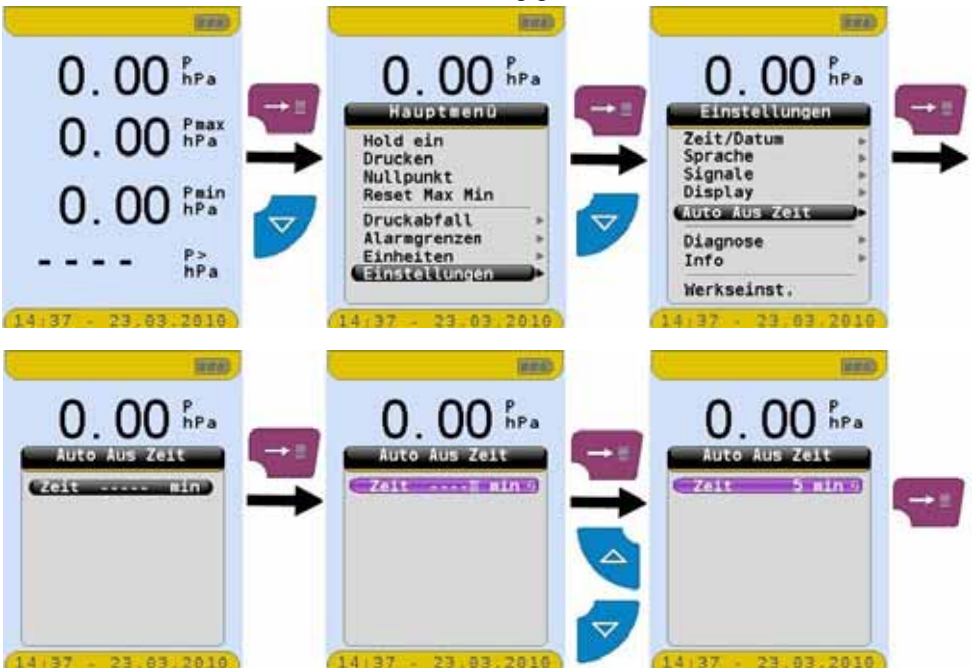 0.00 P hPa
0.00 Pmax hPa
0.00 Pmin hPa
---- P> hPa
14:37 - 23.03.2010
0.00 P hPa
Hauptmenü
Hold ein
Drucken
Nullpunkt
Reset Max Min
Druckabfall
Alarmgrenzen
Einheiten
Einstellungen
14:37 - 23.03.2010
0.00 P hPa
Einstellungen
Zeit/Datum
Sprache
Signale
Display
Auto Aus Zeit
Diagnose
Info
Werkseinst.
14:37 - 23.03.2010
0.00 P hPa
Auto Aus Zeit
Zeit ----- min
14:37 - 23.03.2010
0.00 P hPa
Auto Aus Zeit
Zeit ---- min
14:37 - 23.03.2010
0.00 P hPa
Auto Aus Zeit
Zeit 5 min
14:37 - 23.03.2010